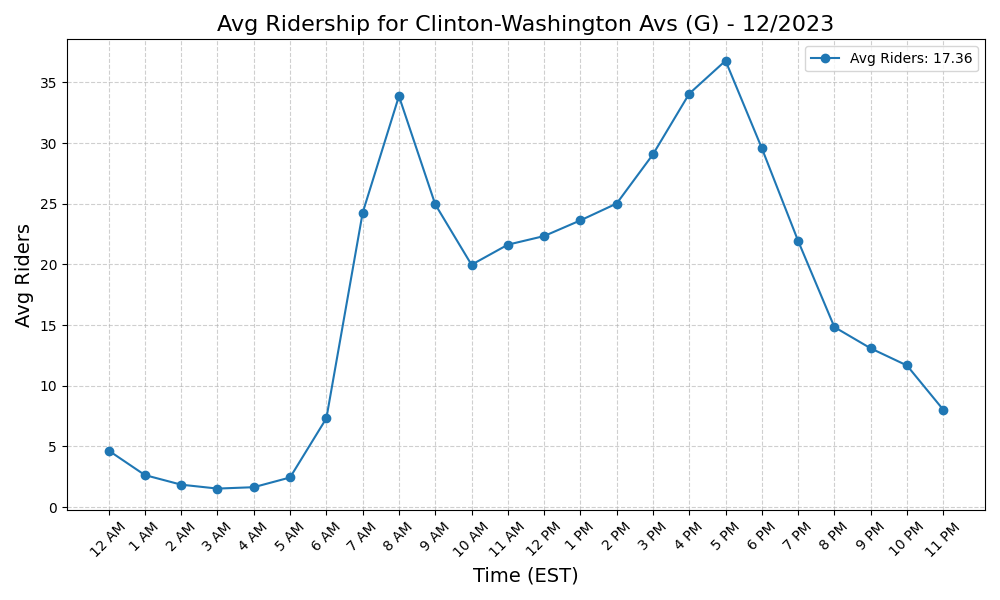 Avg Ridership for Clinton-Washington Avs (G) - 12/2023
Avg Riders: 17.36
Avg Riders
35
30
25
20
15
10
5
0
12 AM
1 AM
2 AM
3 AM
4 AM
5 AM
6 AM
7 AM
8 AM
9 AM
10 AM
11 AM
12 PM
1 PM
2 PM
3 PM
4 PM
5 PM
6 PM
7 PM
8 PM
9 PM
10 PM
11 PM
Time (EST)